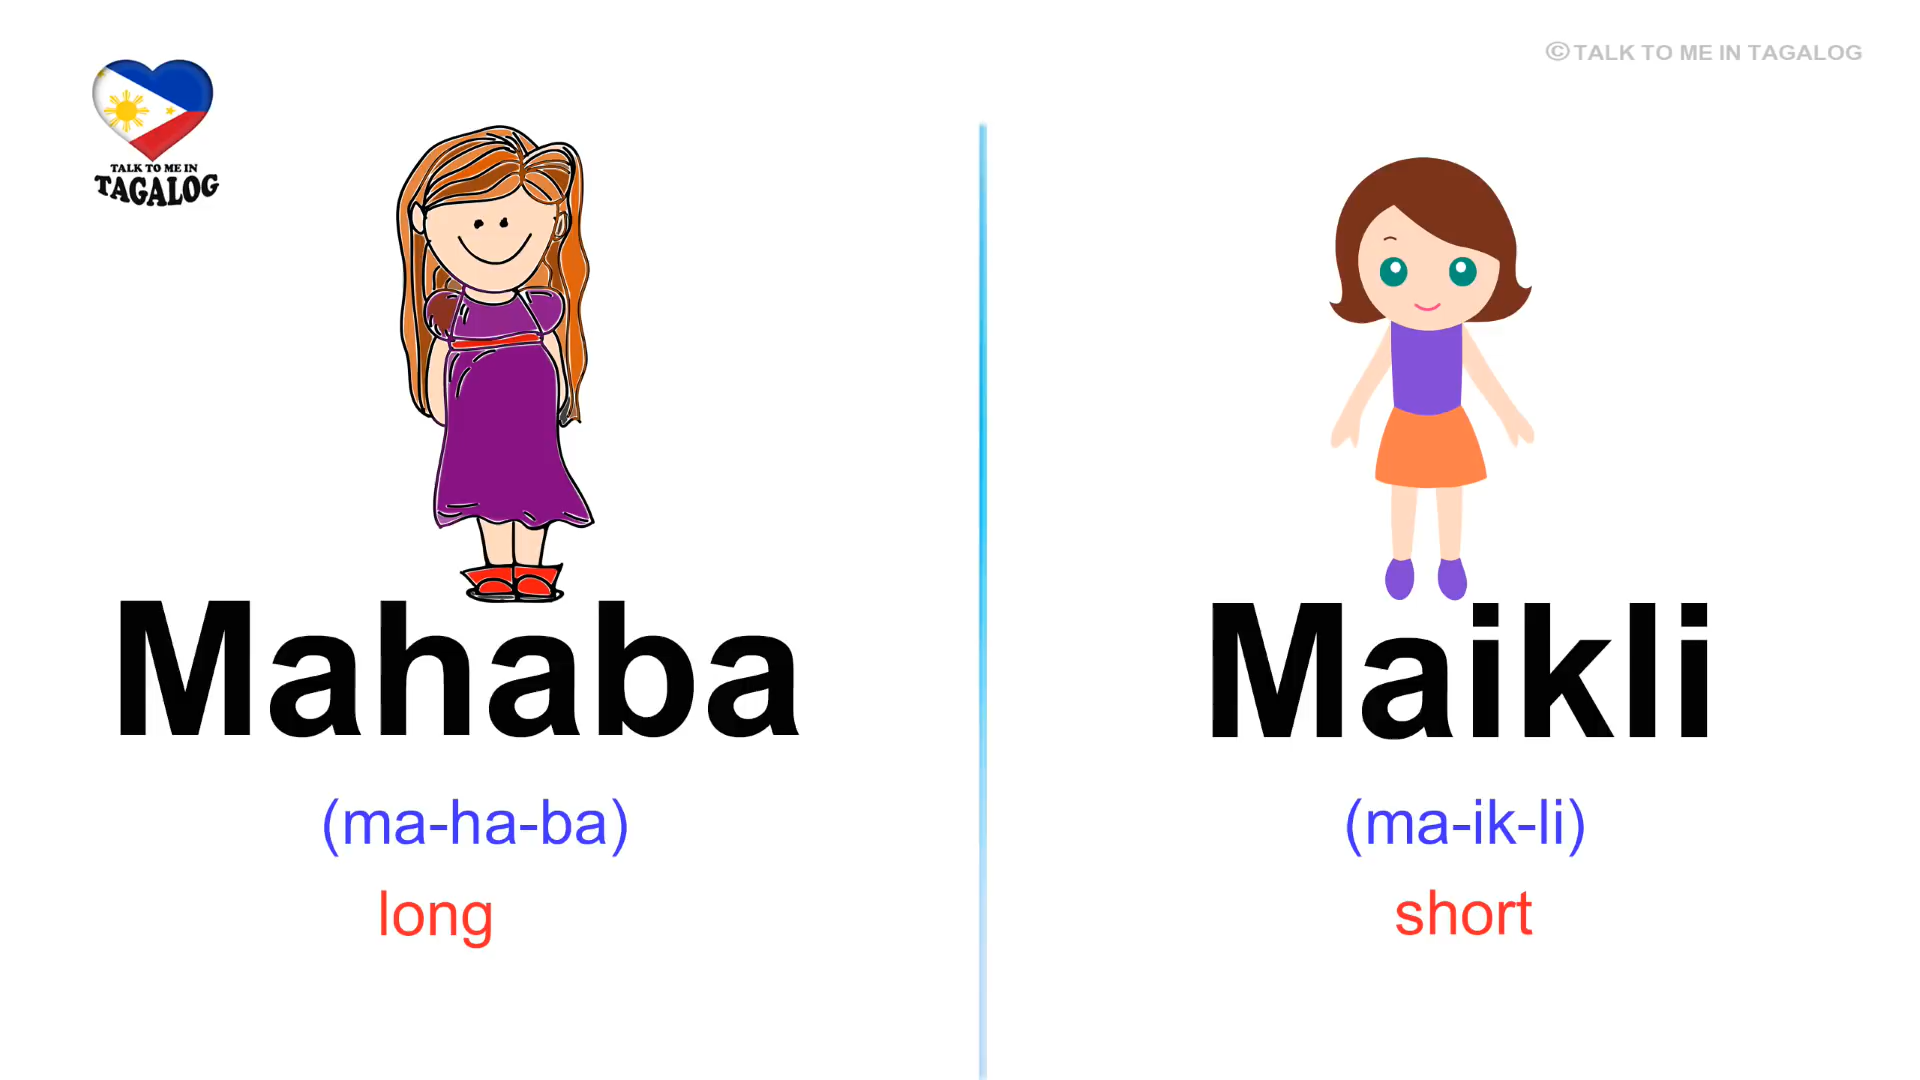 ©TALK TO ME IN TAGALOG
TALK TO ME IN
TAGALOG
Mahaba
(ma-ha-ba)
long
Maikli
(ma-ik-li)
short